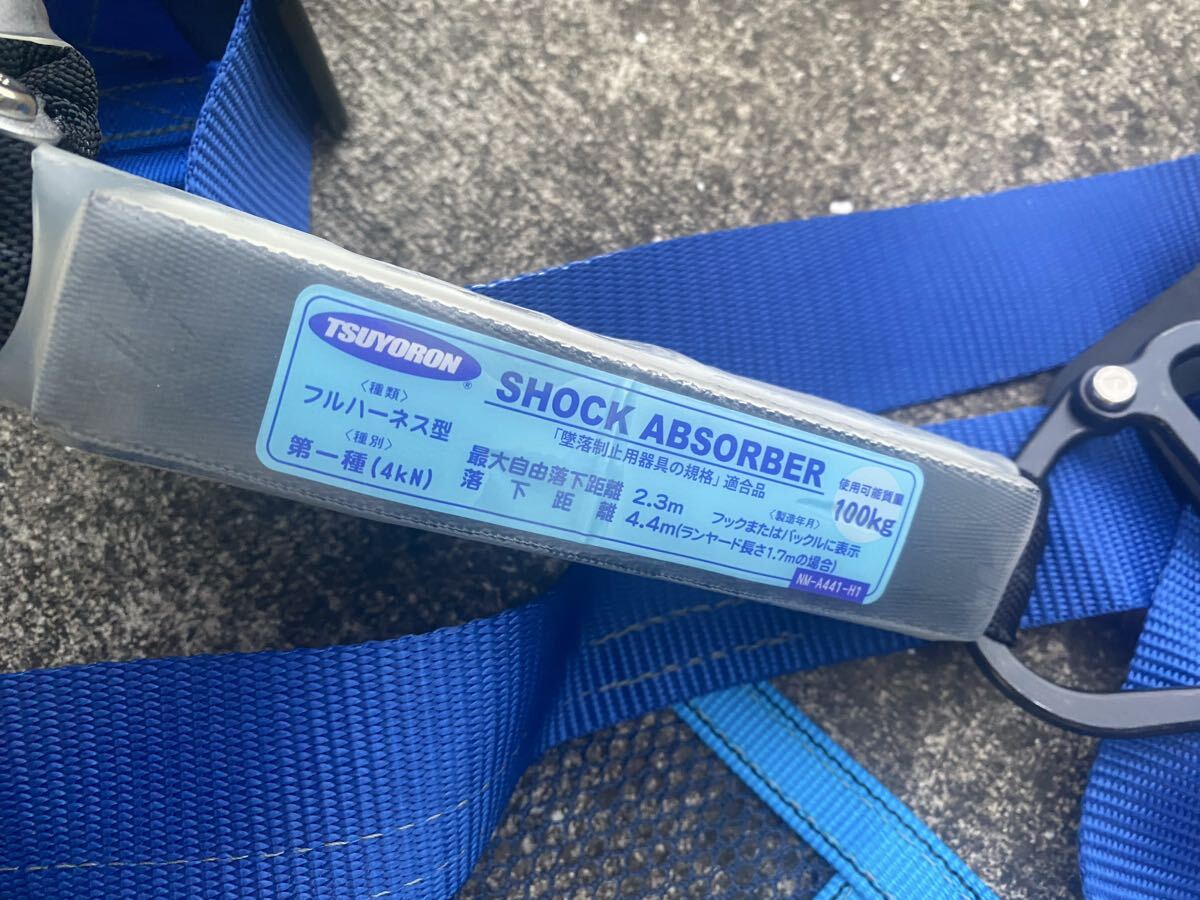 TSUYORON®
SHOCK ABSORBER
「墜落制止用器具の規格」適合品
〈種類〉
フルハーネス型
〈種別〉
第一種(4kN)
最大自由落下距離 2.3m
落下距離 4.4m(ランヤード長さ1.7mの場合)
〈製造年月〉
フックまたはバックルに表示
使用可能質量
100kg
NM-A441-H1